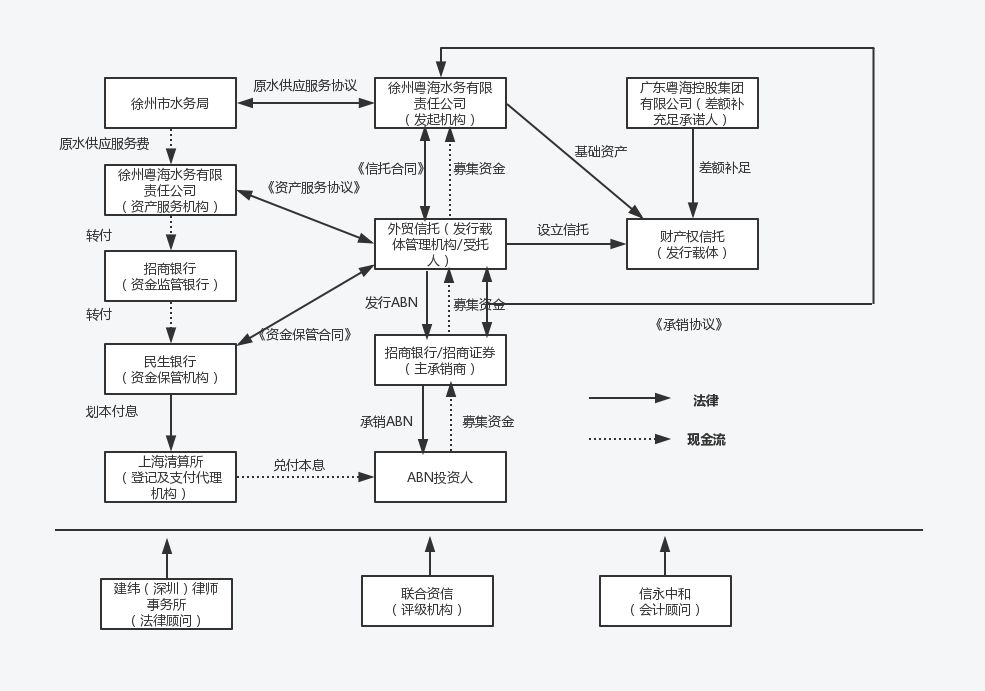 原水供应服务协议
徐州市水务局
徐州粤海水务有限
责任公司
（发起机构）
广东粤海控股集团
有限公司（差额补
充足承诺人）
原水供应服务费
基础资产
徐州粤海水务有限
责任公司
（资产服务机构）
《资产服务协议》
《信托合同》
募集资金
差额补足
转付
外贸信托（发行载
体管理机构/受托
人）
设立信托
财产权信托
（发行载体）
招商银行
（资金监管银行）
转付
发行ABN
募集资金
《资金保管合同》
《承销协议》
民生银行
（资金保管机构）
招商银行/招商证券
（主承销商）
划本付息
承销ABN
募集资金
法律
现金流
上海清算所
（登记及支付代理
机构）
兑付本息
ABN投资人
建纬（深圳）律师
事务所
（法律顾问）
联合资信
（评级机构）
信永中和
（会计顾问）